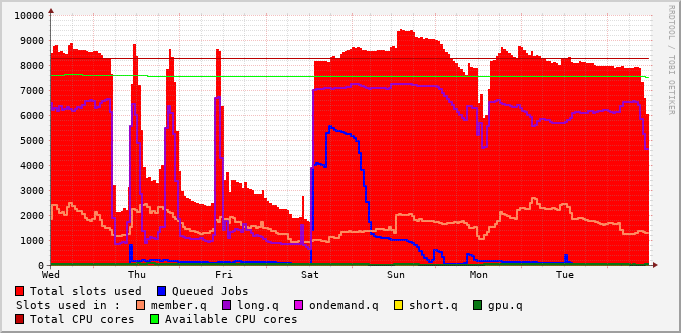 10000
9000
8000
7000
6000
5000
4000
3000
2000
1000
0
Wed Thu Fri Sat Sun Mon Tue
RRDTOOL / TOBI OETIKER
Total slots used Queued Jobs
Slots used in : member.q long.q ondemand.q short.q gpu.q
Total CPU cores Available CPU cores